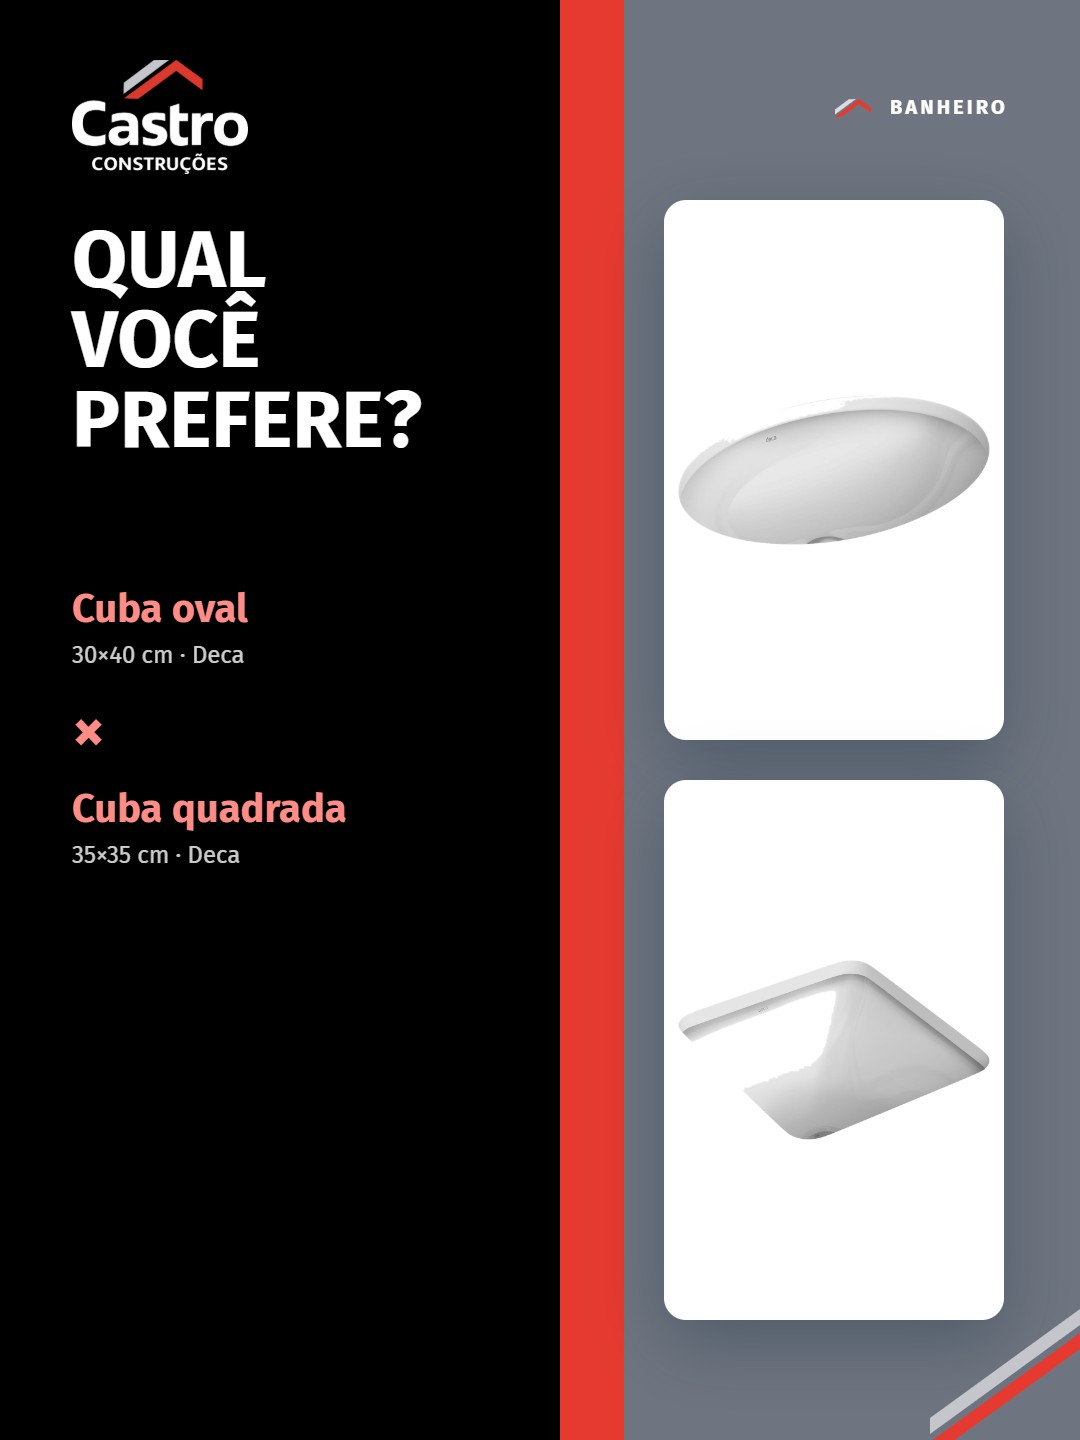 Castro
CONSTRUÇÕES
BANHEIRO
QUAL
VOCÊ
PREFERE?
Cuba oval
30×40 cm · Deca
✖
Cuba quadrada
35×35 cm · Deca